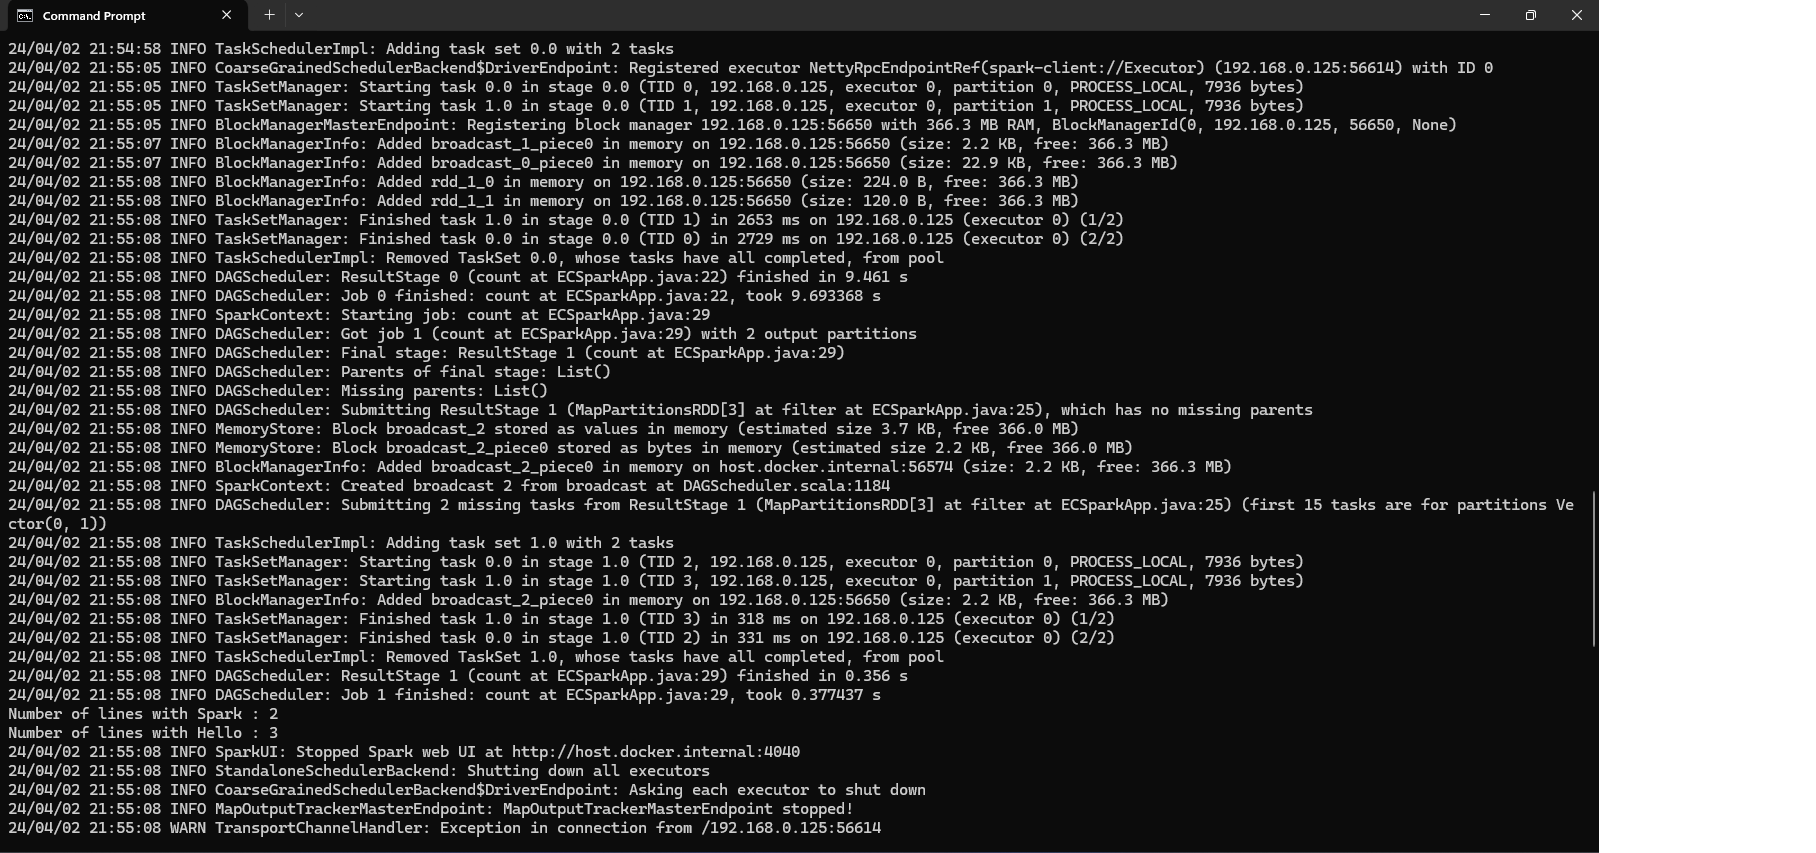 Command Prompt
24/04/02 21:54:58 INFO TaskSchedulerImpl: Adding task set 0.0 with 2 tasks
24/04/02 21:55:05 INFO CoarseGrainedSchedulerBackend$DriverEndpoint: Registered executor NettyRpcEndpointRef(spark-client://Executor) (192.168.0.125:56614) with ID 0
24/04/02 21:55:05 INFO TaskSetManager: Starting task 0.0 in stage 0.0 (TID 0, 192.168.0.125, executor 0, partition 0, PROCESS_LOCAL, 7936 bytes)
24/04/02 21:55:05 INFO TaskSetManager: Starting task 1.0 in stage 0.0 (TID 1, 192.168.0.125, executor 0, partition 1, PROCESS_LOCAL, 7936 bytes)
24/04/02 21:55:05 INFO BlockManagerMasterEndpoint: Registering block manager 192.168.0.125:56650 with 366.3 MB RAM, BlockManagerId(0, 192.168.0.125, 56650, None)
24/04/02 21:55:07 INFO BlockManagerInfo: Added broadcast_1_piece0 in memory on 192.168.0.125:56650 (size: 2.2 KB, free: 366.3 MB)
24/04/02 21:55:07 INFO BlockManagerInfo: Added broadcast_0_piece0 in memory on 192.168.0.125:56650 (size: 22.9 KB, free: 366.3 MB)
24/04/02 21:55:08 INFO BlockManagerInfo: Added rdd_1_0 in memory on 192.168.0.125:56650 (size: 224.0 B, free: 366.3 MB)
24/04/02 21:55:08 INFO BlockManagerInfo: Added rdd_1_1 in memory on 192.168.0.125:56650 (size: 120.0 B, free: 366.3 MB)
24/04/02 21:55:08 INFO TaskSetManager: Finished task 1.0 in stage 0.0 (TID 1) in 2653 ms on 192.168.0.125 (executor 0) (1/2)
24/04/02 21:55:08 INFO TaskSetManager: Finished task 0.0 in stage 0.0 (TID 0) in 2729 ms on 192.168.0.125 (executor 0) (2/2)
24/04/02 21:55:08 INFO TaskSchedulerImpl: Removed TaskSet 0.0, whose tasks have all completed, from pool
24/04/02 21:55:08 INFO DAGScheduler: ResultStage 0 (count at ECSparkApp.java:22) finished in 9.461 s
24/04/02 21:55:08 INFO DAGScheduler: Job 0 finished: count at ECSparkApp.java:22, took 9.693368 s
24/04/02 21:55:08 INFO SparkContext: Starting job: count at ECSparkApp.java:29
24/04/02 21:55:08 INFO DAGScheduler: Got job 1 (count at ECSparkApp.java:29) with 2 output partitions
24/04/02 21:55:08 INFO DAGScheduler: Final stage: ResultStage 1 (count at ECSparkApp.java:29)
24/04/02 21:55:08 INFO DAGScheduler: Parents of final stage: List()
24/04/02 21:55:08 INFO DAGScheduler: Missing parents: List()
24/04/02 21:55:08 INFO DAGScheduler: Submitting ResultStage 1 (MapPartitionsRDD[3] at filter at ECSparkApp.java:25), which has no missing parents
24/04/02 21:55:08 INFO MemoryStore: Block broadcast_2 stored as values in memory (estimated size 3.7 KB, free 366.0 MB)
24/04/02 21:55:08 INFO MemoryStore: Block broadcast_2_piece0 stored as bytes in memory (estimated size 2.2 KB, free 366.0 MB)
24/04/02 21:55:08 INFO BlockManagerInfo: Added broadcast_2_piece0 in memory on host.docker.internal:56574 (size: 2.2 KB, free: 366.3 MB)
24/04/02 21:55:08 INFO SparkContext: Created broadcast 2 from broadcast at DAGScheduler.scala:1184
24/04/02 21:55:08 INFO DAGScheduler: Submitting 2 missing tasks from ResultStage 1 (MapPartitionsRDD[3] at filter at ECSparkApp.java:25) (first 15 tasks are for partitions Ve
ctor(0, 1))
24/04/02 21:55:08 INFO TaskSchedulerImpl: Adding task set 1.0 with 2 tasks
24/04/02 21:55:08 INFO TaskSetManager: Starting task 0.0 in stage 1.0 (TID 2, 192.168.0.125, executor 0, partition 0, PROCESS_LOCAL, 7936 bytes)
24/04/02 21:55:08 INFO TaskSetManager: Starting task 1.0 in stage 1.0 (TID 3, 192.168.0.125, executor 0, partition 1, PROCESS_LOCAL, 7936 bytes)
24/04/02 21:55:08 INFO BlockManagerInfo: Added broadcast_2_piece0 in memory on 192.168.0.125:56650 (size: 2.2 KB, free: 366.3 MB)
24/04/02 21:55:08 INFO TaskSetManager: Finished task 1.0 in stage 1.0 (TID 3) in 318 ms on 192.168.0.125 (executor 0) (1/2)
24/04/02 21:55:08 INFO TaskSetManager: Finished task 0.0 in stage 1.0 (TID 2) in 331 ms on 192.168.0.125 (executor 0) (2/2)
24/04/02 21:55:08 INFO TaskSchedulerImpl: Removed TaskSet 1.0, whose tasks have all completed, from pool
24/04/02 21:55:08 INFO DAGScheduler: ResultStage 1 (count at ECSparkApp.java:29) finished in 0.356 s
24/04/02 21:55:08 INFO DAGScheduler: Job 1 finished: count at ECSparkApp.java:29, took 0.377437 s
Number of lines with Spark : 2
Number of lines with Hello : 3
24/04/02 21:55:08 INFO SparkUI: Stopped Spark web UI at http://host.docker.internal:4040
24/04/02 21:55:08 INFO StandaloneSchedulerBackend: Shutting down all executors
24/04/02 21:55:08 INFO CoarseGrainedSchedulerBackend$DriverEndpoint: Asking each executor to shut down
24/04/02 21:55:08 INFO MapOutputTrackerMasterEndpoint: MapOutputTrackerMasterEndpoint stopped!
24/04/02 21:55:08 WARN TransportChannelHandler: Exception in connection from /192.168.0.125:56614